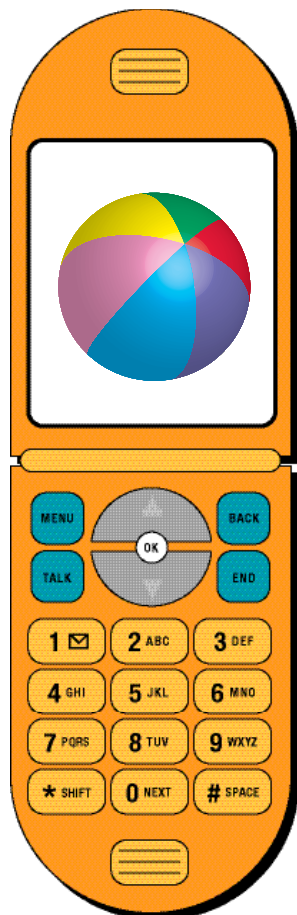 MENU BACK
OK
TALK END
1 2 ABC 3 DEF
4 GHI 5 JKL 6 MNO
7 PQRS 8 TUV 9 WXYZ
* SHIFT 0 NEXT # SPACE